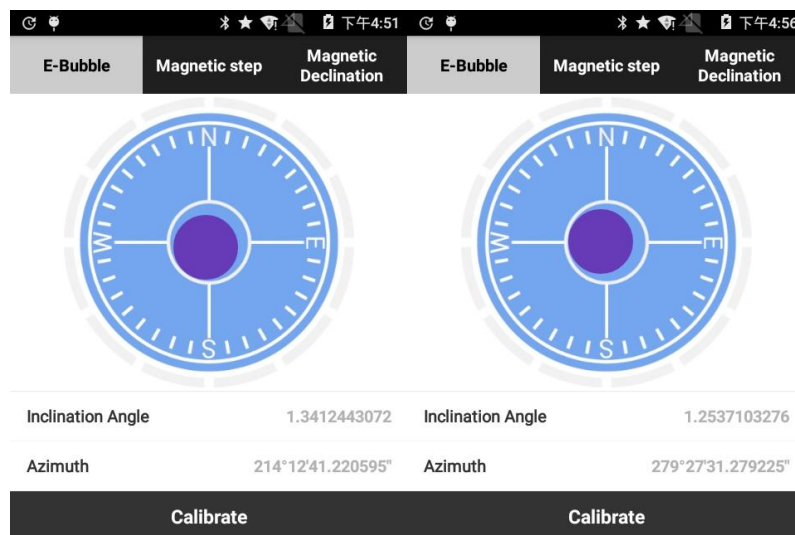 下午4:51
E-Bubble Magnetic step Magnetic
Declination
N
W E
S
Inclination Angle 1.3412443072
Azimuth 214°12'41.220595"
Calibrate
下午4:56
E-Bubble Magnetic step Magnetic
Declination
N
W E
S
Inclination Angle 1.2537103276
Azimuth 279°27'31.279225"
Calibrate